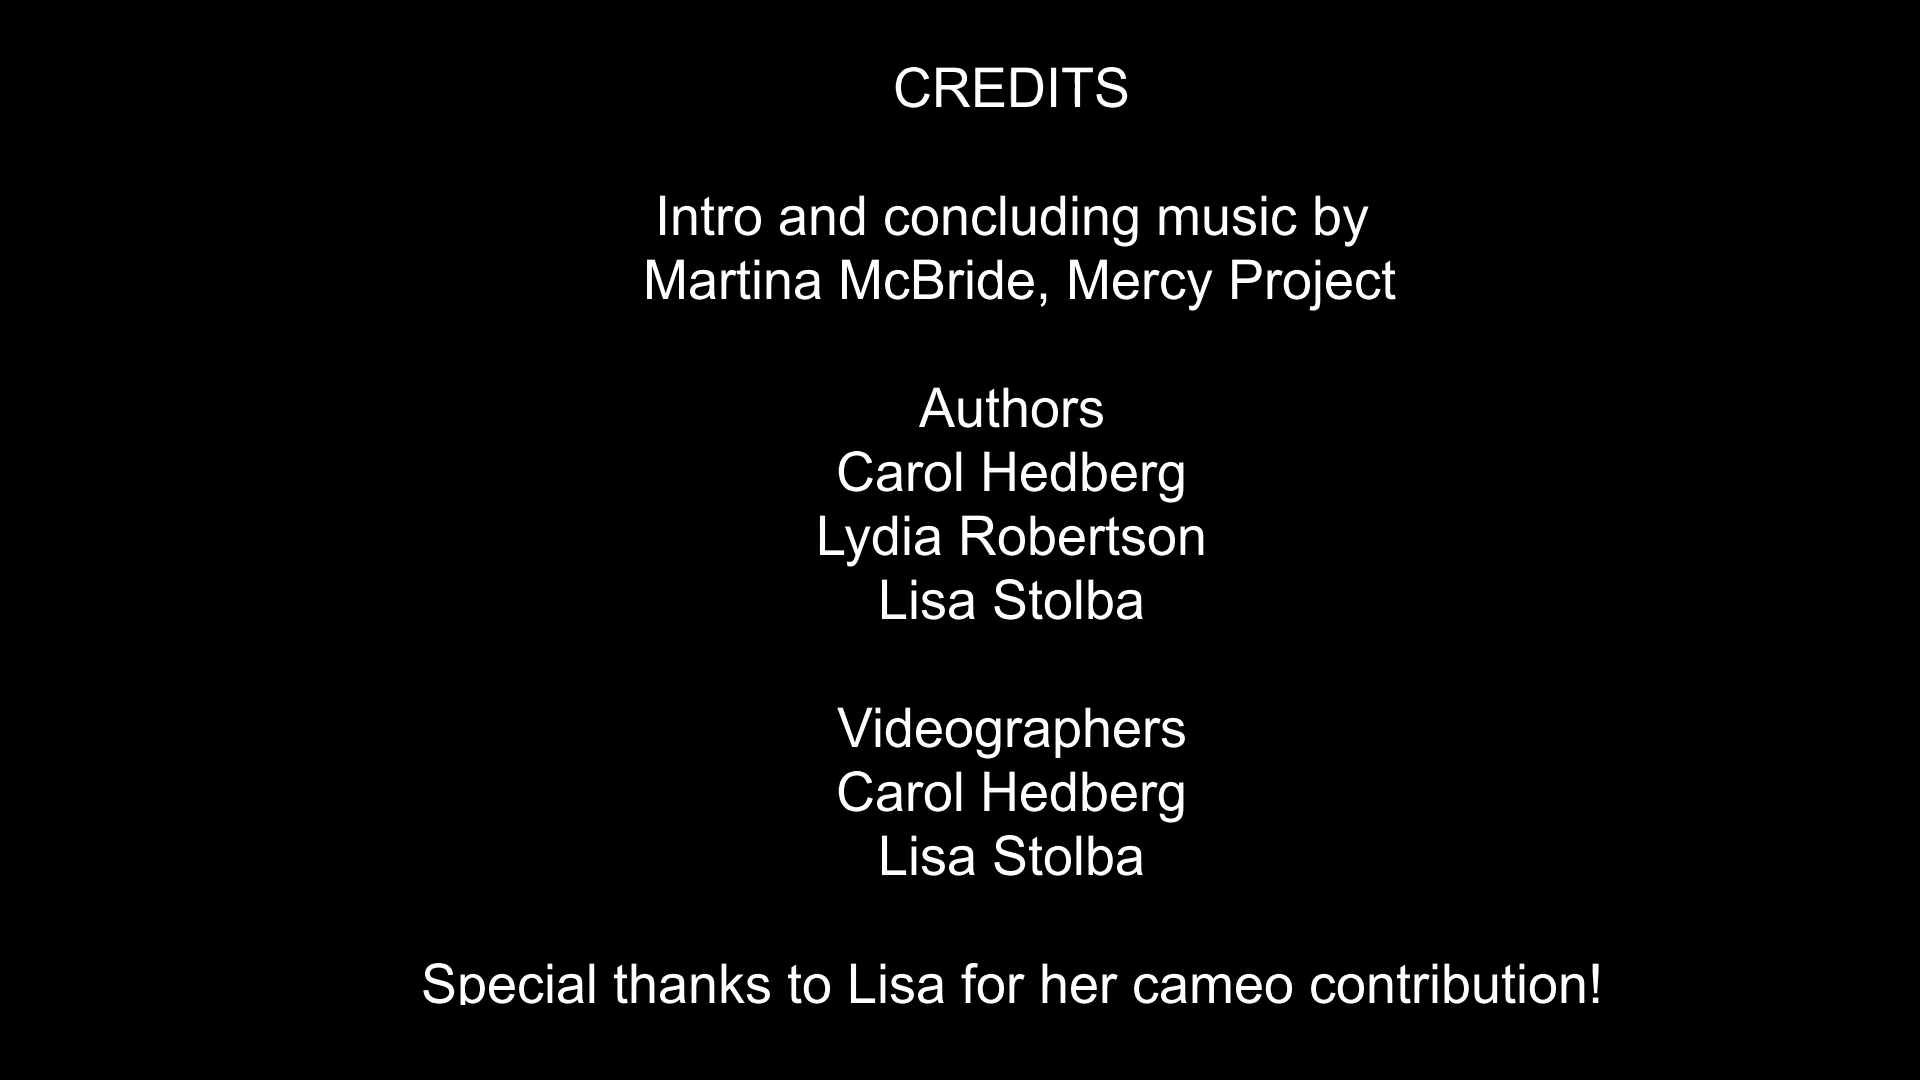 CREDITS
Intro and concluding music by
Martina McBride, Mercy Project
Authors
Carol Hedberg
Lydia Robertson
Lisa Stolba
Videographers
Carol Hedberg
Lisa Stolba
Special thanks to Lisa for her cameo contribution!